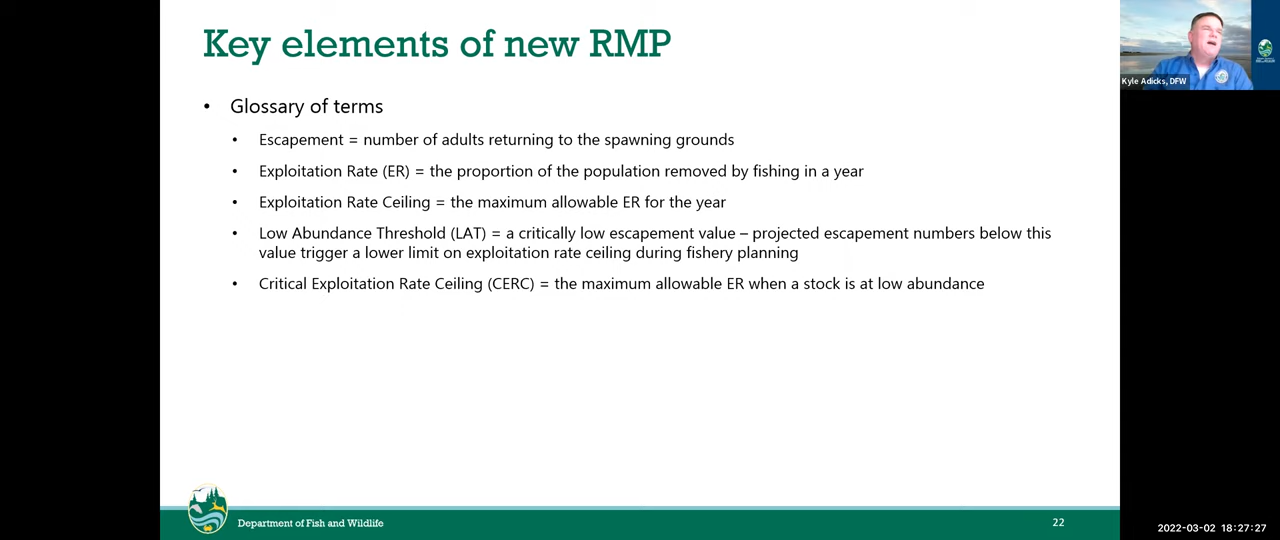 Key elements of new RMP
• Glossary of terms
• Escapement = number of adults returning to the spawning grounds
• Exploitation Rate (ER) = the proportion of the population removed by fishing in a year
• Exploitation Rate Ceiling = the maximum allowable ER for the year
• Low Abundance Threshold (LAT) = a critically low escapement value – projected escapement numbers below this
value trigger a lower limit on exploitation rate ceiling during fishery planning
• Critical Exploitation Rate Ceiling (CERC) = the maximum allowable ER when a stock is at low abundance
Department of Fish and Wildlife
22
Kyle Adicks, DFW
2022-03-02 18:27:27